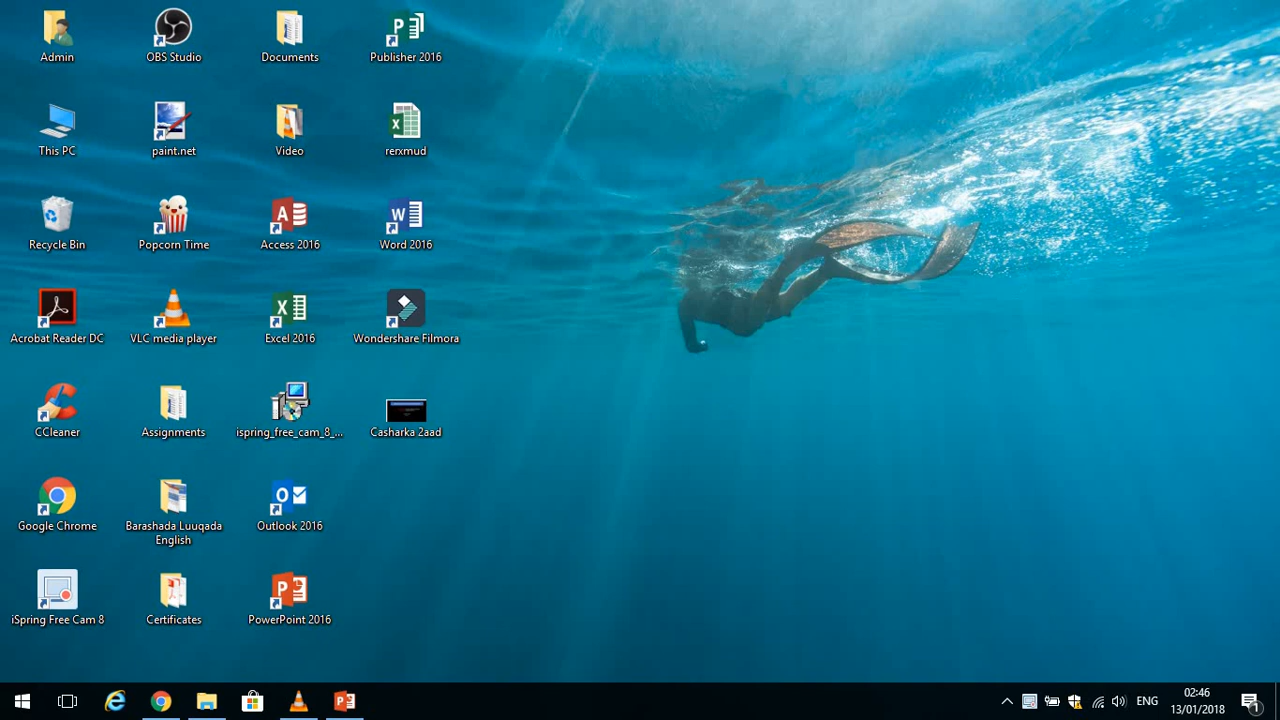 Admin
OBS Studio
Documents
Publisher 2016
This PC
paint.net
Video
rerxmud
Recycle Bin
Popcorn Time
Access 2016
Word 2016
Acrobat Reader DC
VLC media player
Excel 2016
Wondershare Filmora
CCleaner
Assignments
ispring_free_cam_8_...
Casharka 2aad
Google Chrome
Barashada Luuqada
English
Outlook 2016
iSpring Free Cam 8
Certificates
PowerPoint 2016
ENG
02:46
13/01/2018
1